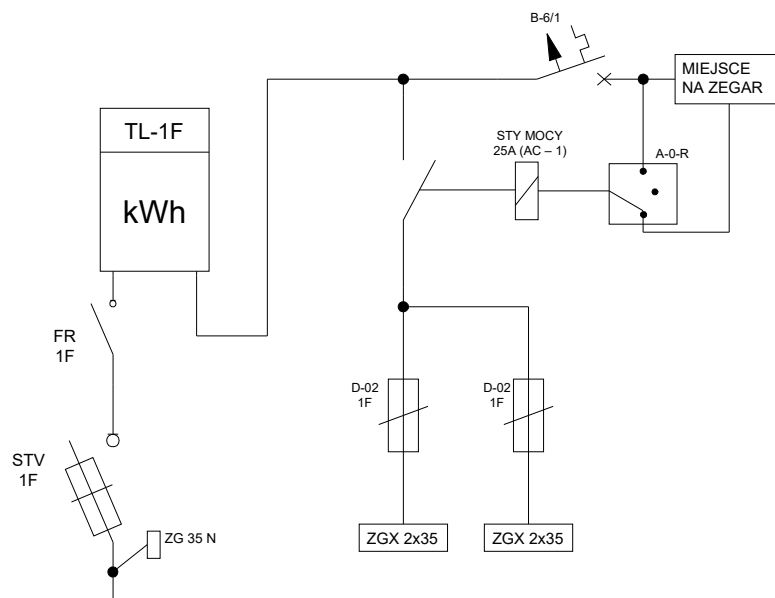 B-6/1
MIEJSCE
NA ZEGAR
TL-1F
kWh
STY MOCY
25A (AC – 1)
A-0-R
FR
1F
D-02
1F
D-02
1F
STV
1F
ZG 35 N
ZGX 2x35
ZGX 2x35